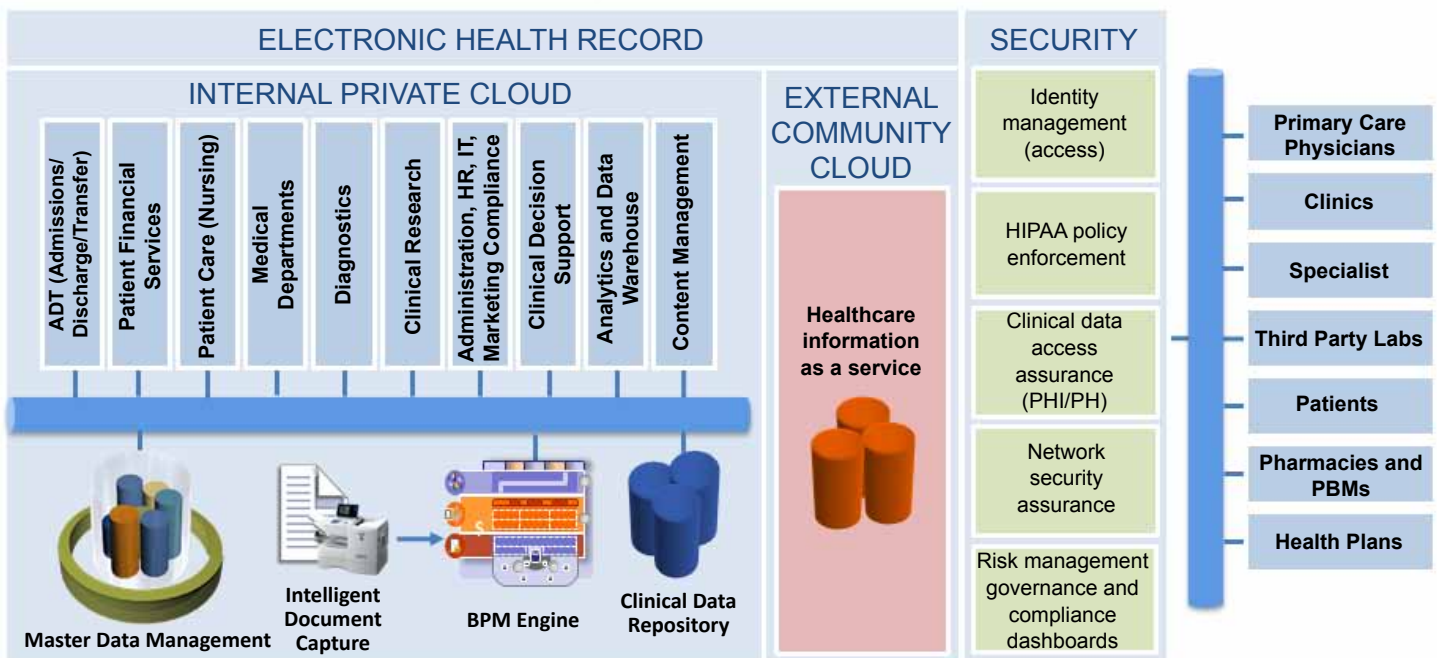 ELECTRONIC HEALTH RECORD
INTERNAL PRIVATE CLOUD
ADT (Admissions/
Discharge/Transfer)
Patient Financial
Services
Patient Care (Nursing)
Medical
Departments
Diagnostics
Clinical Research
Administration, HR, IT,
Marketing Compliance
Clinical Decision
Support
Analytics and Data
Warehouse
Content Management
Master Data Management
Intelligent
Document
Capture
$
BPM Engine
Clinical Data
Repository
EXTERNAL
COMMUNITY
CLOUD
Healthcare
information
as a service
SECURITY
Identity
management
(access)
HIPAA policy
enforcement
Clinical data
access
assurance
(PHI/PH)
Network
security
assurance
Risk management
governance and
compliance
dashboards
Primary Care
Physicians
Clinics
Specialist
Third Party Labs
Patients
Pharmacies and
PBMs
Health Plans